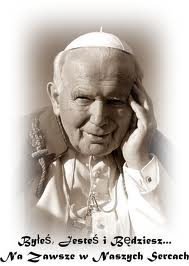 Byłeś, Jesteś i Będziesz...
Na Zawsze w Naszych Sercach